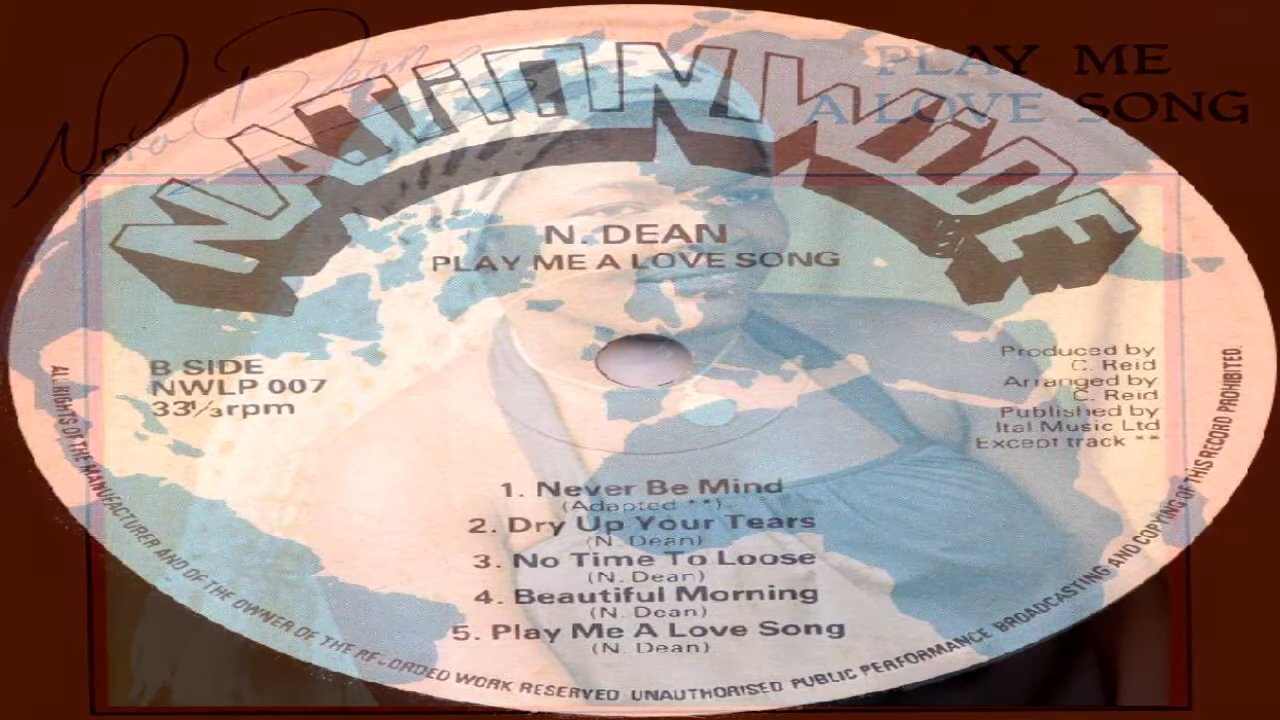 Nora Dean
PLAY ME
A LOVE SONG
NATION WIDE
N. DEAN
PLAY ME A LOVE SONG
B SIDE
NWLP 007
33⅓rpm
Produced by
C. Reid
Arranged by
C. Reid
Published by
Ital Music Ltd
Except track **
1. Never Be Mind
(Adapted **)
2. Dry Up Your Tears
(N. Dean)
3. No Time To Loose
(N. Dean)
4. Beautiful Morning
(N. Dean)
5. Play Me A Love Song
(N. Dean)
ALL RIGHTS OF THE MANUFACTURER AND OF THE OWNER OF THE RECORDED WORK RESERVED UNAUTHORISED PUBLIC PERFORMANCE BROADCASTING AND COPYING OF THIS RECORD PROHIBITED.